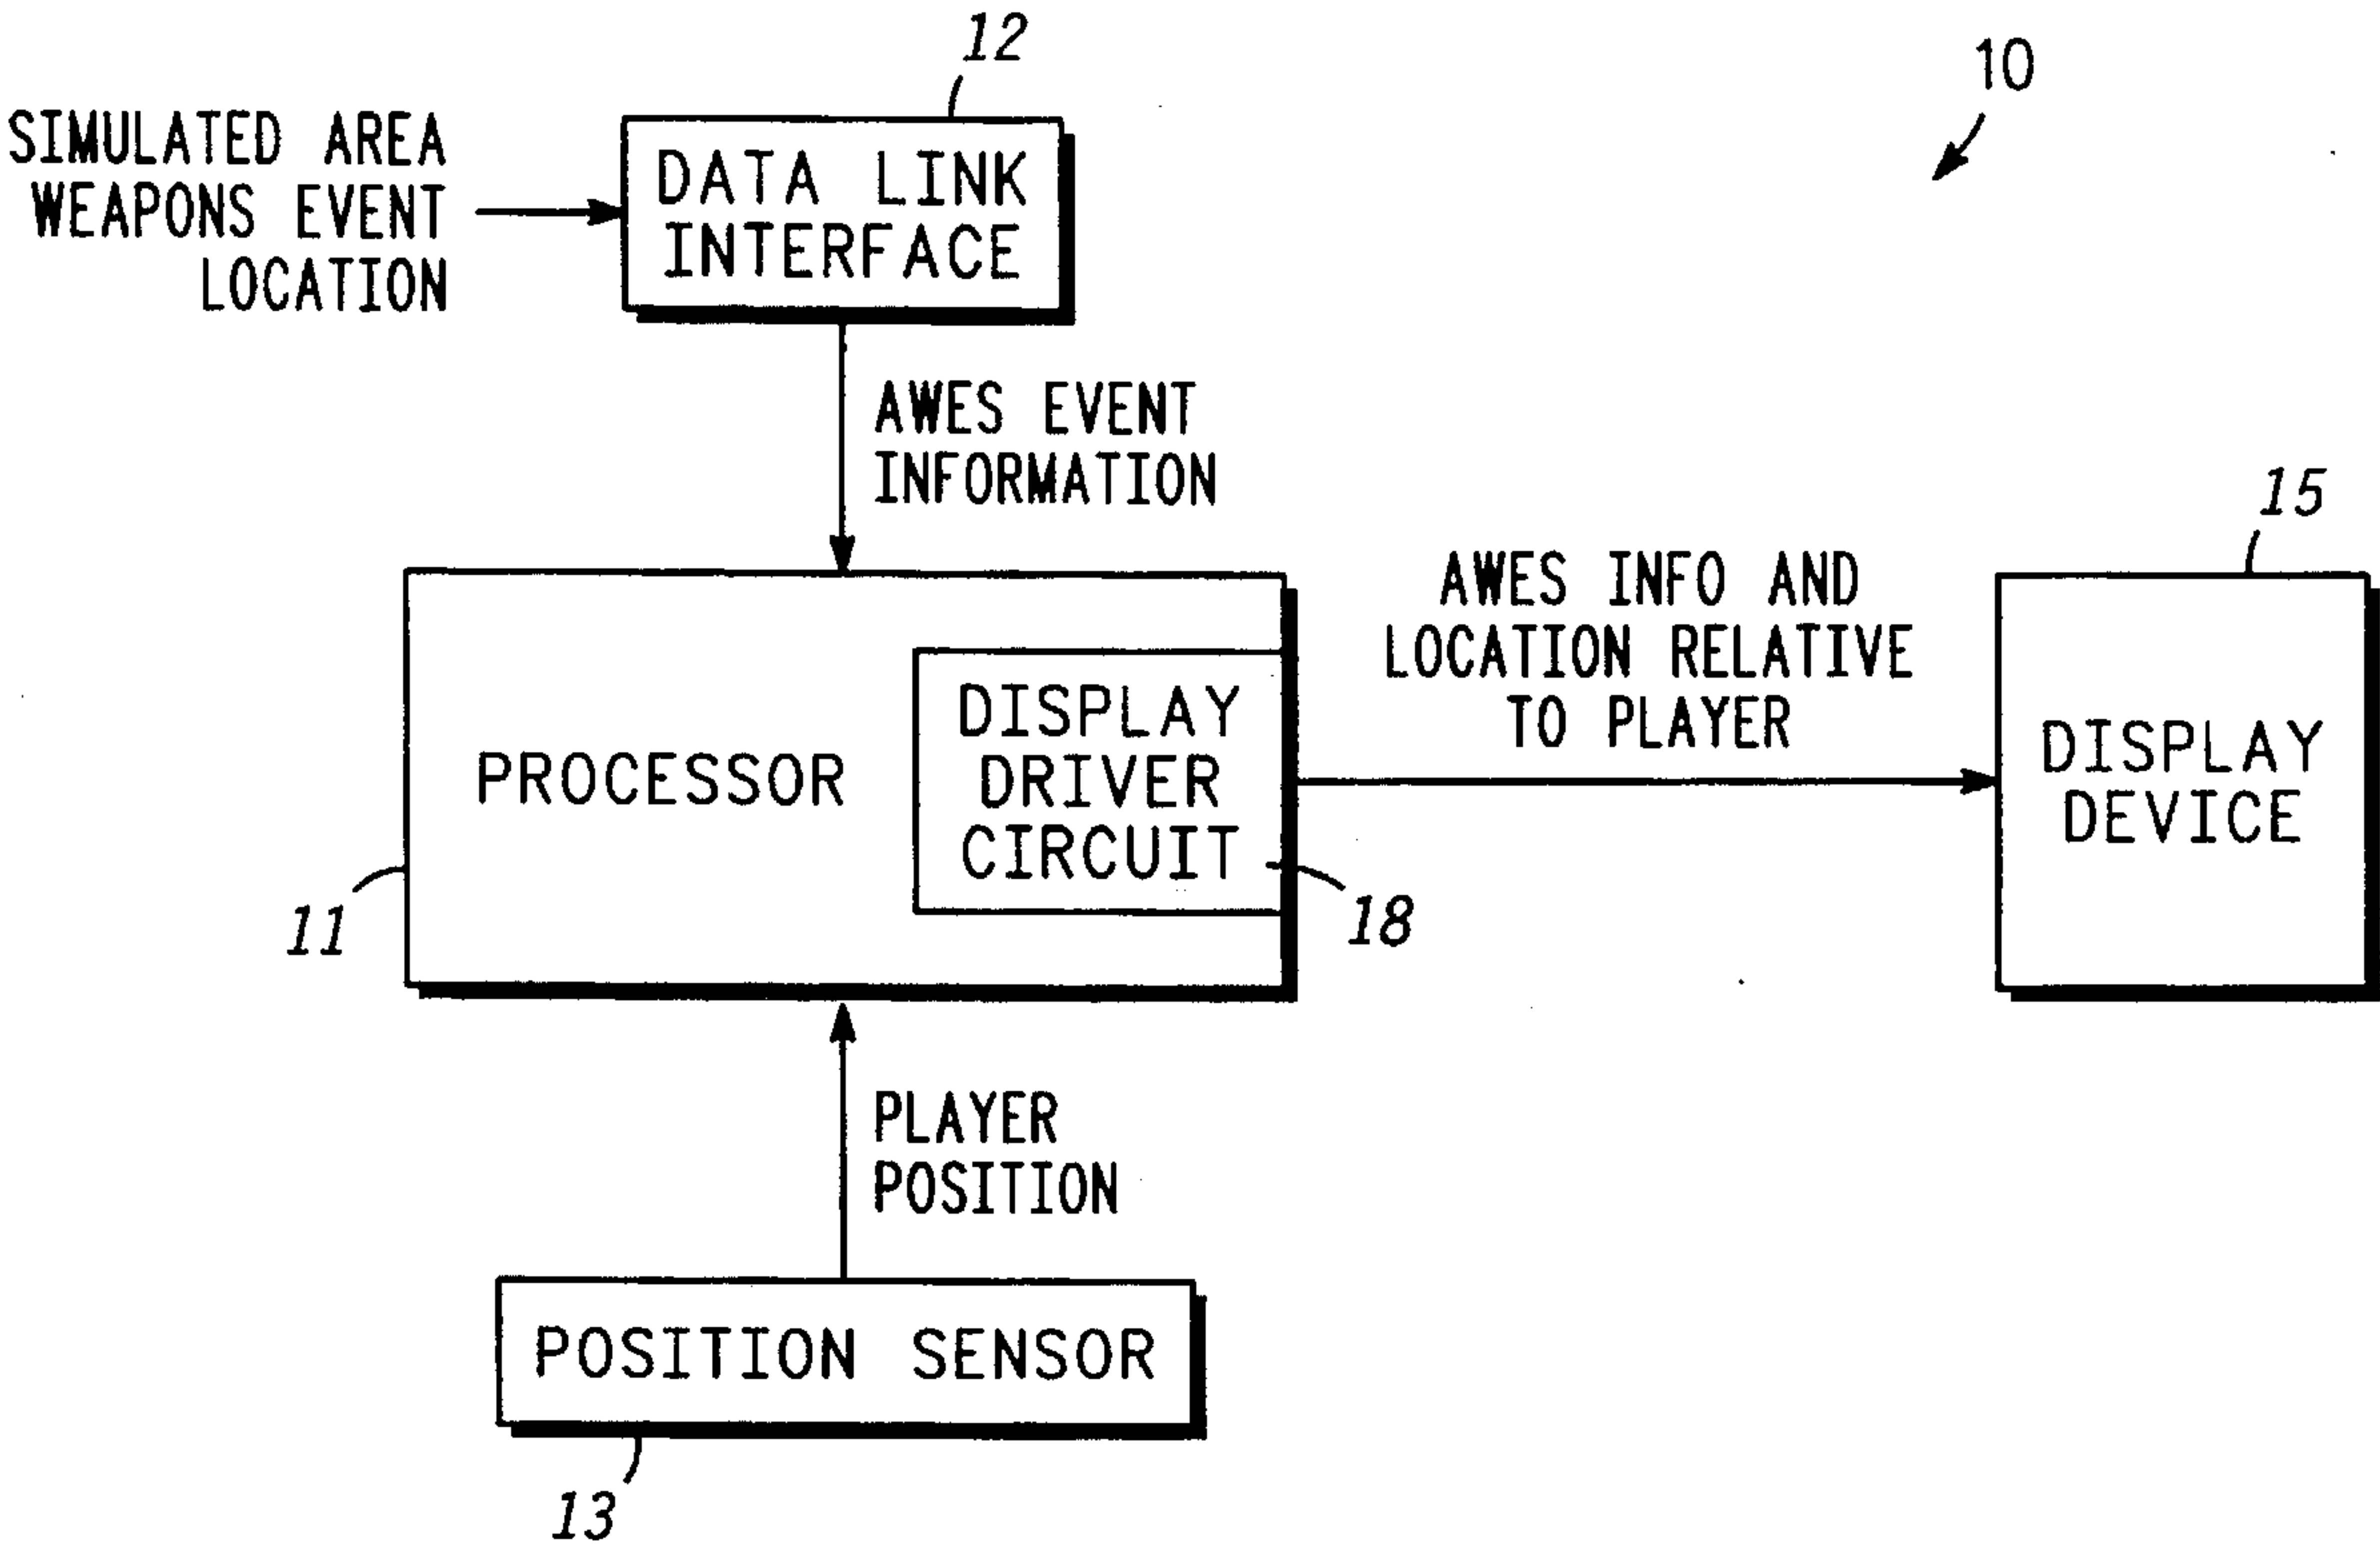 12
10
SIMULATED AREA
WEAPONS EVENT
LOCATION
DATA LINK
INTERFACE
AWES EVENT
INFORMATION
15
AWES INFO AND
LOCATION RELATIVE
TO PLAYER
PROCESSOR
DISPLAY
DRIVER
CIRCUIT
DISPLAY
DEVICE
11
18
PLAYER
POSITION
POSITION SENSOR
13